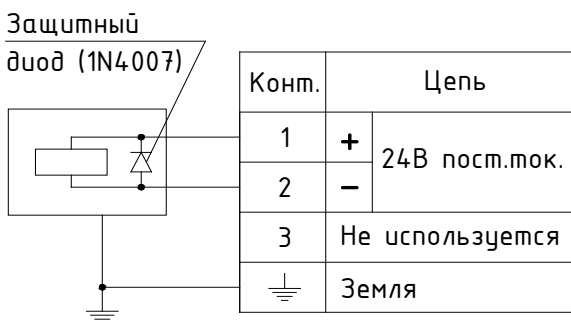 Защитный
диод (1N4007)
Конт. Цепь
1 + 24В пост.ток.
2 −
3 Не используется
Земля